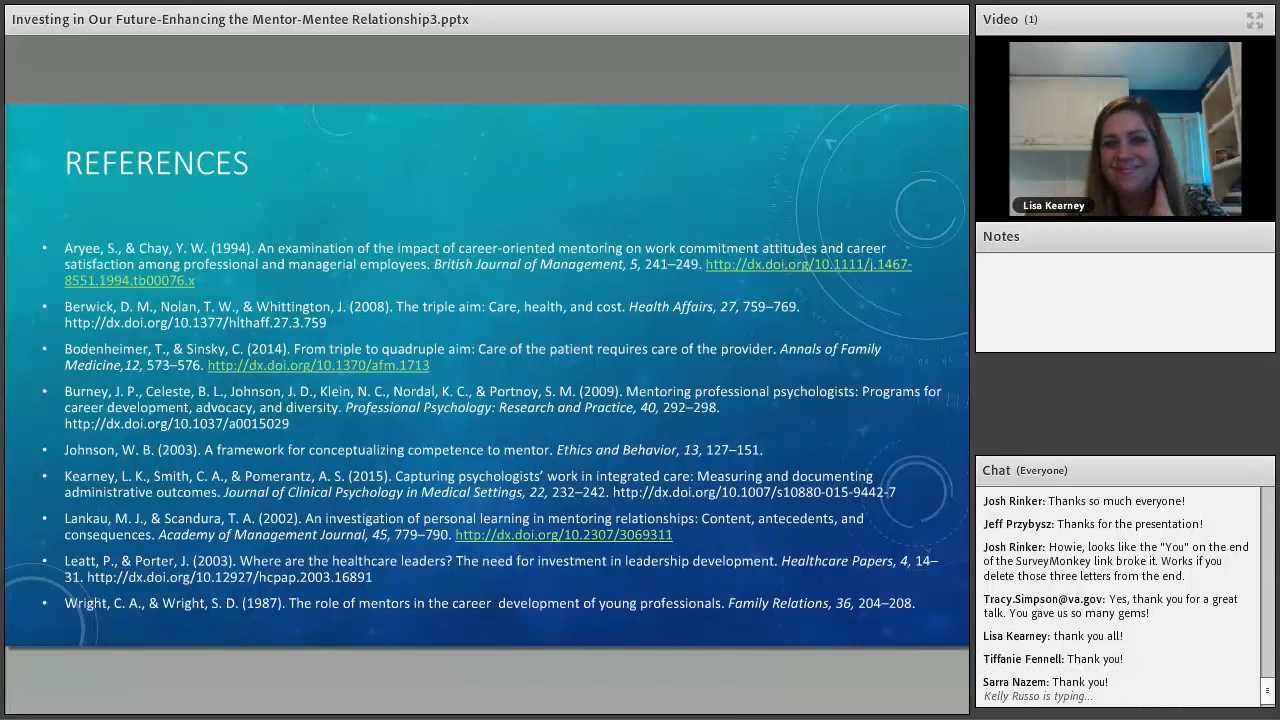 Investing in Our Future-Enhancing the Mentor-Mentee Relationship3.pptx
REFERENCES
• Aryee, S., & Chay, Y. W. (1994). An examination of the impact of career-oriented mentoring on work commitment attitudes and career
satisfaction among professional and managerial employees. British Journal of Management, 5, 241–249. http://dx.doi.org/10.1111/j.1467-
8551.1994.tb00076.x
• Berwick, D. M., Nolan, T. W., & Whittington, J. (2008). The triple aim: Care, health, and cost. Health Affairs, 27, 759–769.
http://dx.doi.org/10.1377/hlthaff.27.3.759
• Bodenheimer, T., & Sinsky, C. (2014). From triple to quadruple aim: Care of the patient requires care of the provider. Annals of Family
Medicine,12, 573–576. http://dx.doi.org/10.1370/afm.1713
• Burney, J. P., Celeste, B. L., Johnson, J. D., Klein, N. C., Nordal, K. C., & Portnoy, S. M. (2009). Mentoring professional psychologists: Programs for
career development, advocacy, and diversity. Professional Psychology: Research and Practice, 40, 292–298.
http://dx.doi.org/10.1037/a0015029
• Johnson, W. B. (2003). A framework for conceptualizing competence to mentor. Ethics and Behavior, 13, 127–151.
• Kearney, L. K., Smith, C. A., & Pomerantz, A. S. (2015). Capturing psychologists’ work in integrated care: Measuring and documenting
administrative outcomes. Journal of Clinical Psychology in Medical Settings, 22, 232–242. http://dx.doi.org/10.1007/s10880-015-9442-7
• Lankau, M. J., & Scandura, T. A. (2002). An investigation of personal learning in mentoring relationships: Content, antecedents, and
consequences. Academy of Management Journal, 45, 779–790. http://dx.doi.org/10.2307/3069311
• Leatt, P., & Porter, J. (2003). Where are the healthcare leaders? The need for investment in leadership development. Healthcare Papers, 4, 14–
31. http://dx.doi.org/10.12927/hcpap.2003.16891
• Wright, C. A., & Wright, S. D. (1987). The role of mentors in the career  development of young professionals. Family Relations, 36, 204–208.
Video (1)
Lisa Kearney
Notes
Chat (Everyone)
Josh Rinker: Thanks so much everyone!
Jeff Przybysz: Thanks for the presentation!
Josh Rinker: Howie, looks like the "You" on the end
of the SurveyMonkey link broke it. Works if you
delete those three letters from the end.
Tracy.Simpson@va.gov: Yes, thank you for a great
talk. You gave us so many gems!
Lisa Kearney: thank you all!
Tiffanie Fennell: Thank you!
Sarra Nazem: Thank you!
Kelly Russo is typing...